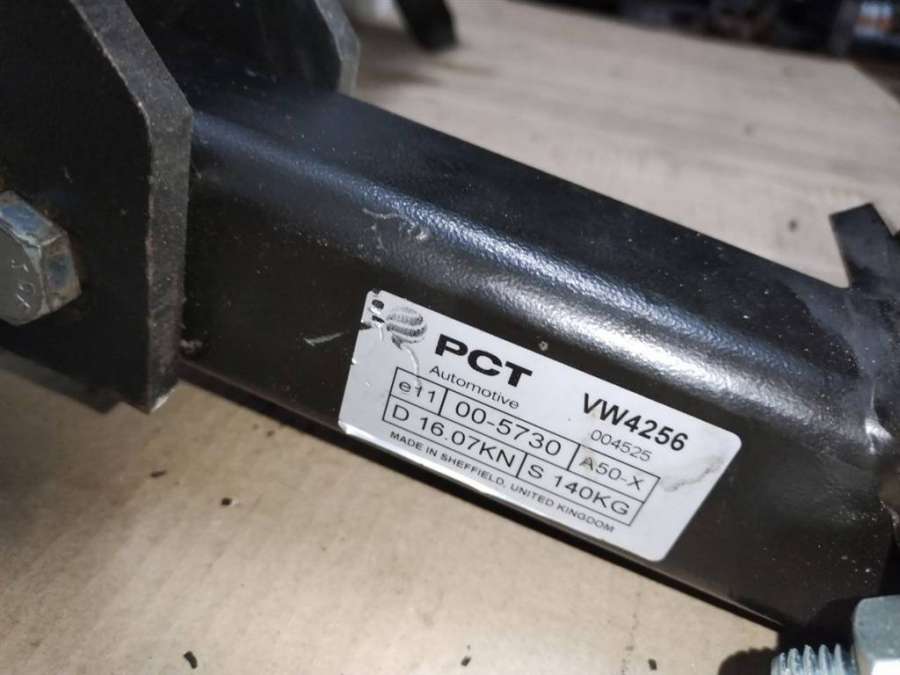 PCT
Automotive
VW4256
004525
e11 00-5730 A50-X
D 16.07KN S 140KG
MADE IN SHEFFIELD, UNITED KINGDOM